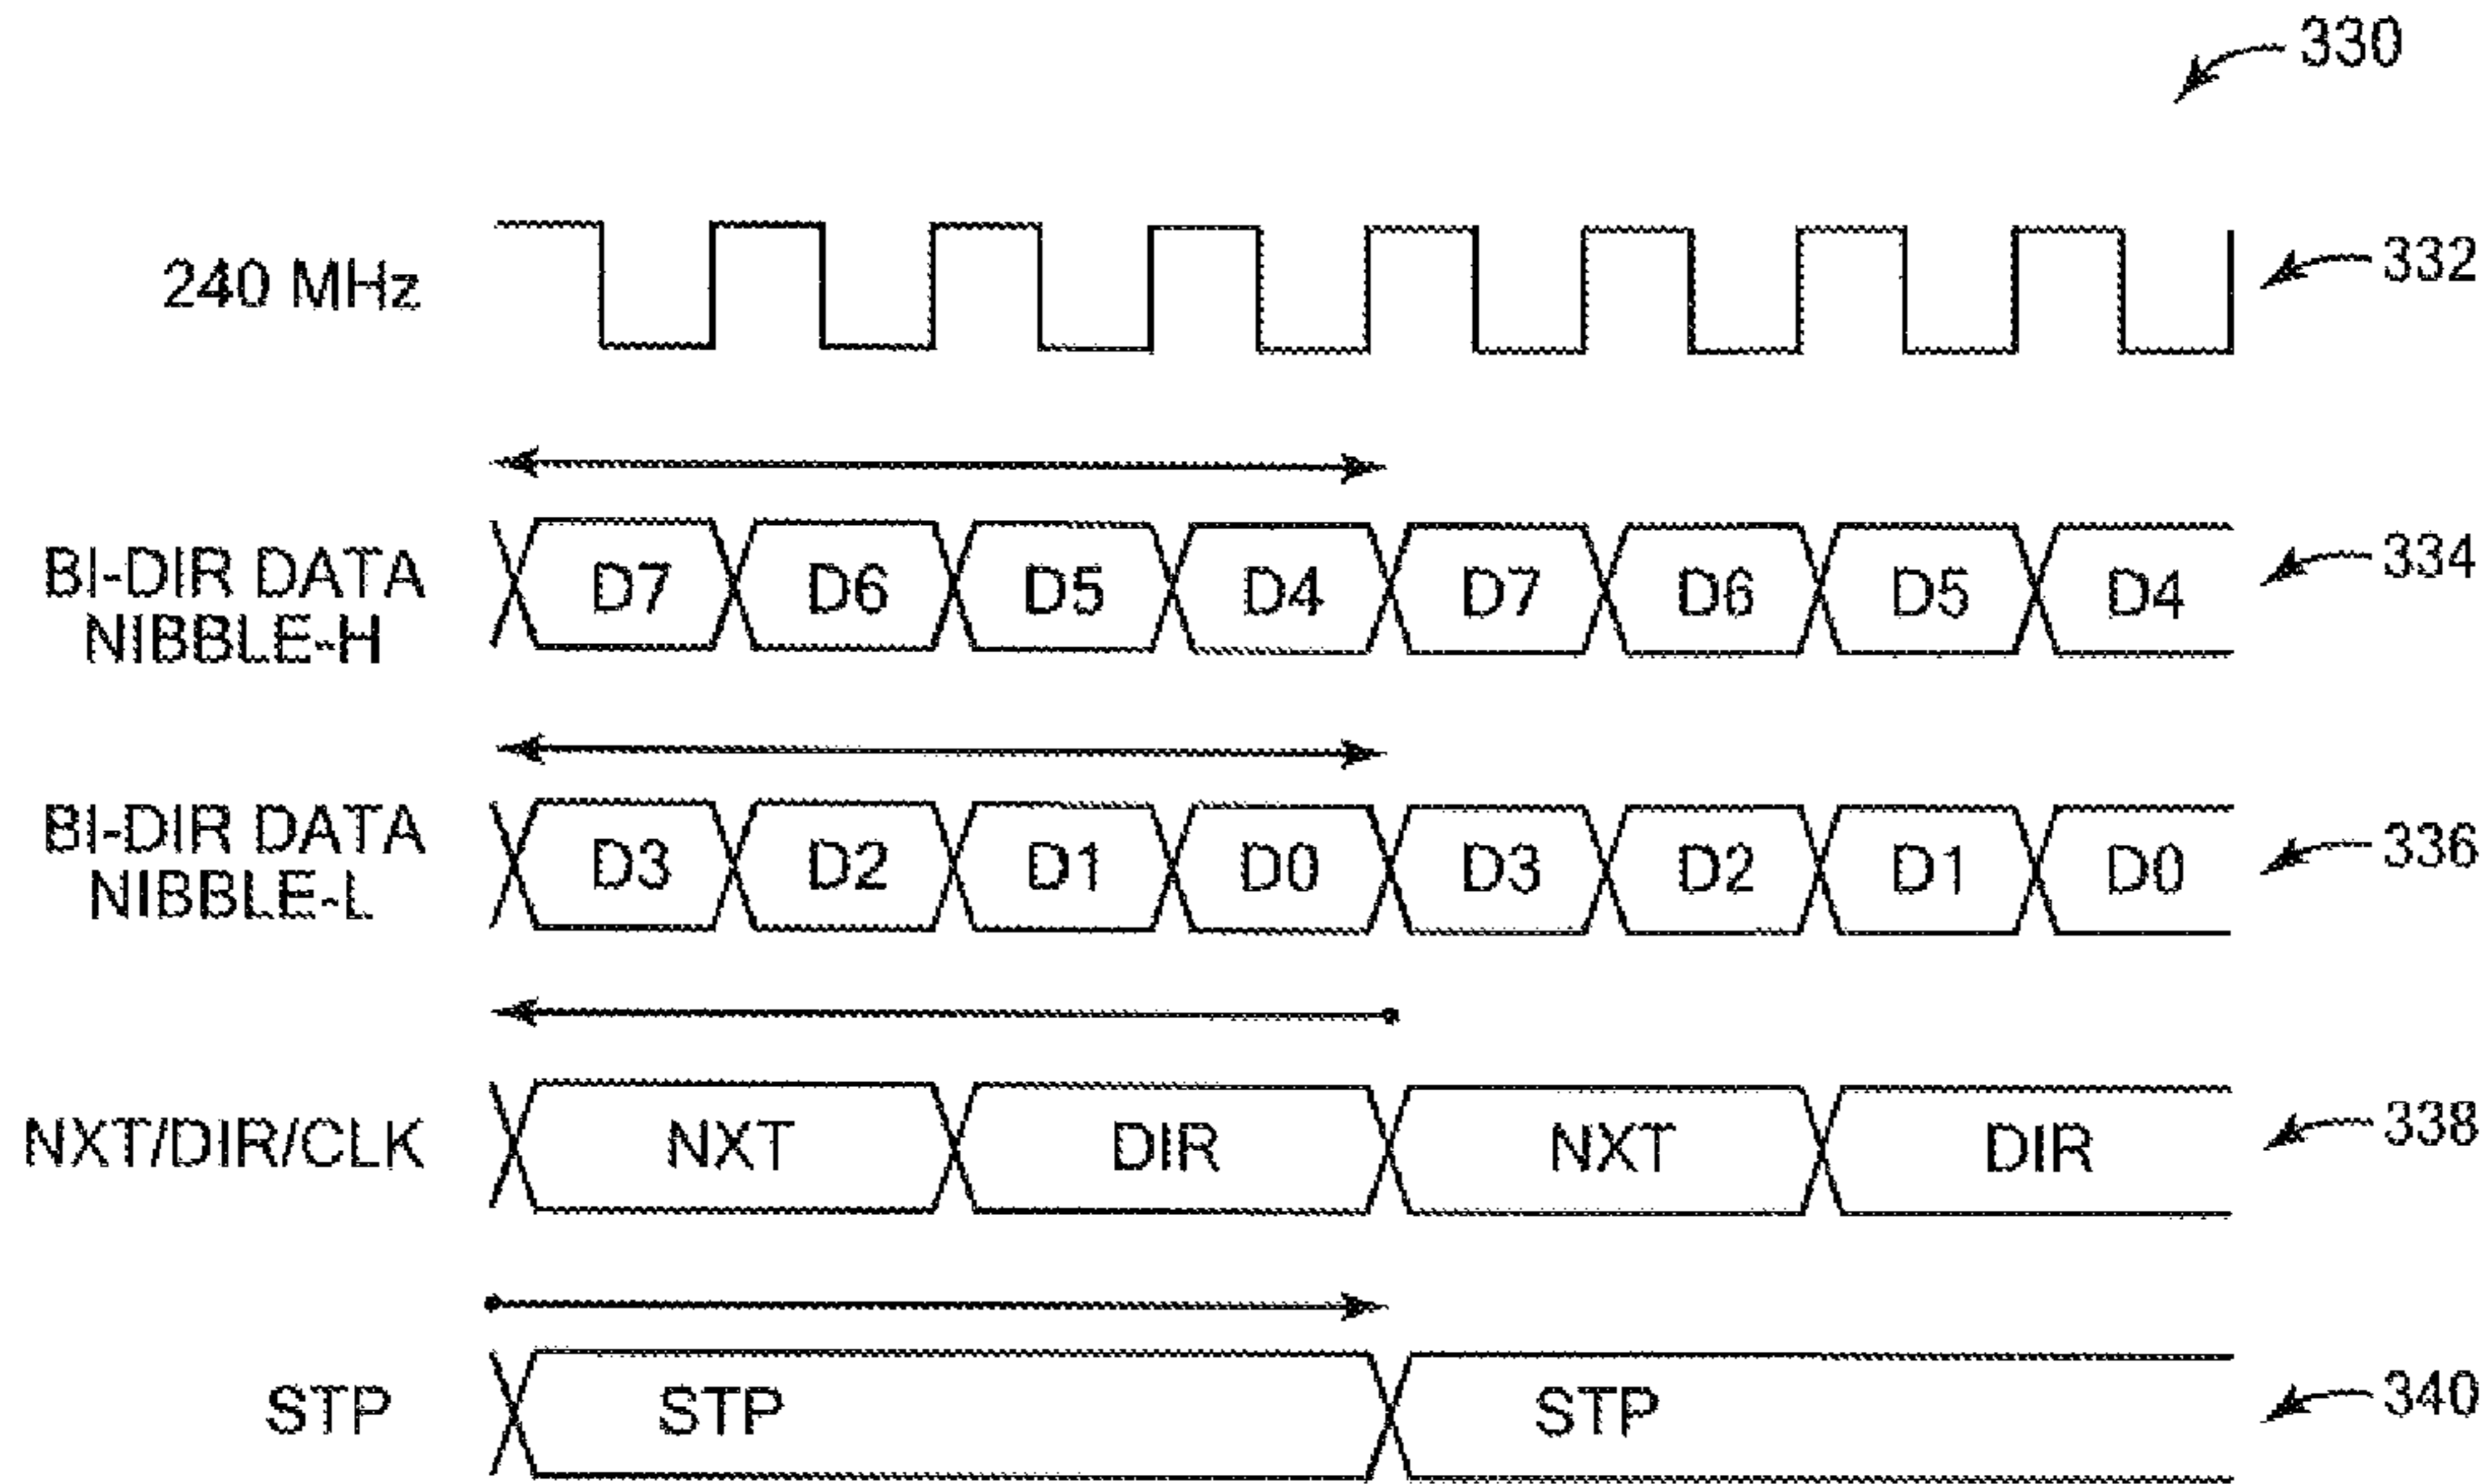 330
240 MHz
332
BI-DIR DATA
NIBBLE-H
D7 D6 D5 D4 D7 D6 D5 D4
334
BI-DIR DATA
NIBBLE-L
D3 D2 D1 D0 D3 D2 D1 D0
336
NXT/DIR/CLK
NXT DIR NXT DIR
338
STP
STP STP
340